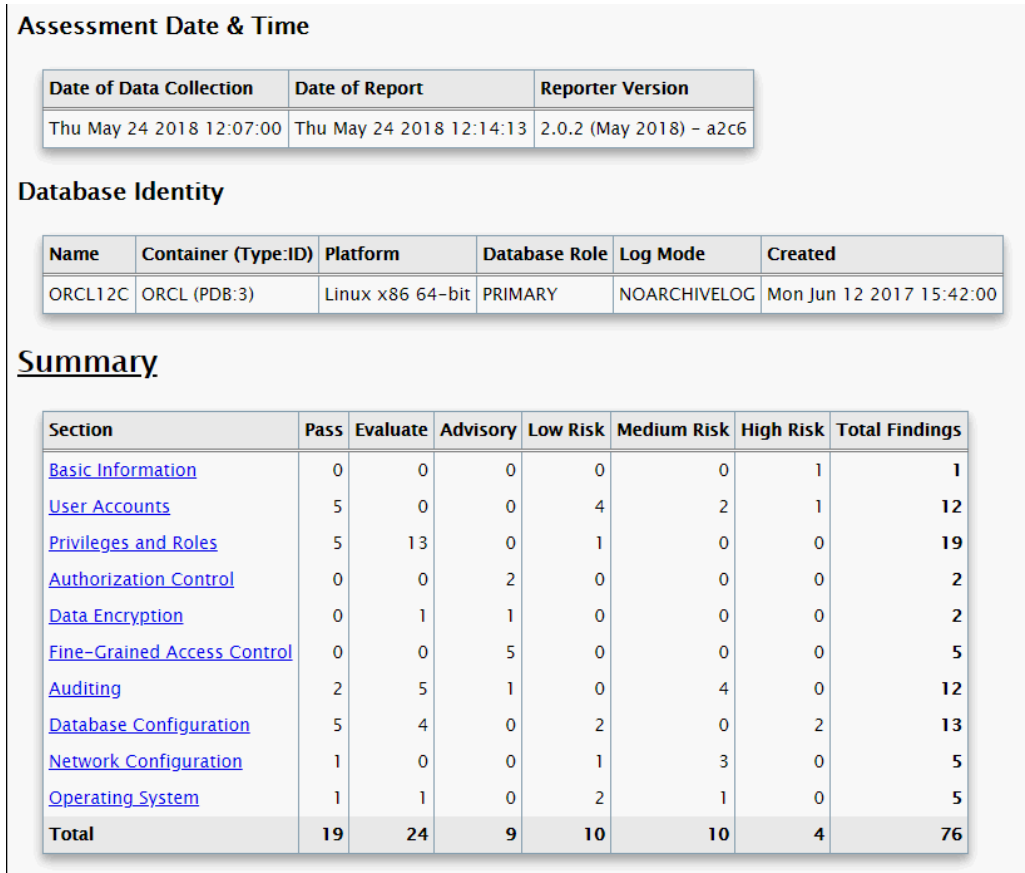 Assessment Date & Time
Date of Data Collection Date of Report Reporter Version
Thu May 24 2018 12:07:00 Thu May 24 2018 12:14:13 2.0.2 (May 2018) - a2c6
Database Identity
Name Container (Type:ID) Platform Database Role Log Mode Created
ORCL12C ORCL (PDB:3) Linux x86 64-bit PRIMARY NOARCHIVELOG Mon Jun 12 2017 15:42:00
Summary
Section Pass Evaluate Advisory Low Risk Medium Risk High Risk Total Findings
Basic Information 0 0 0 0 0 1 1
User Accounts 5 0 0 4 2 1 12
Privileges and Roles 5 13 0 1 0 0 19
Authorization Control 0 0 2 0 0 0 2
Data Encryption 0 1 1 0 0 0 2
Fine-Grained Access Control 0 0 5 0 0 0 5
Auditing 2 5 1 0 4 0 12
Database Configuration 5 4 0 2 0 2 13
Network Configuration 1 0 0 1 3 0 5
Operating System 1 1 0 2 1 0 5
Total 19 24 9 10 10 4 76